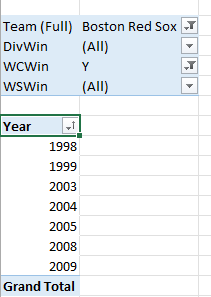 Team (Full) Boston Red Sox
DivWin (All)
WCWin Y
WSWin (All)
Year
1998
1999
2003
2004
2005
2008
2009
Grand Total